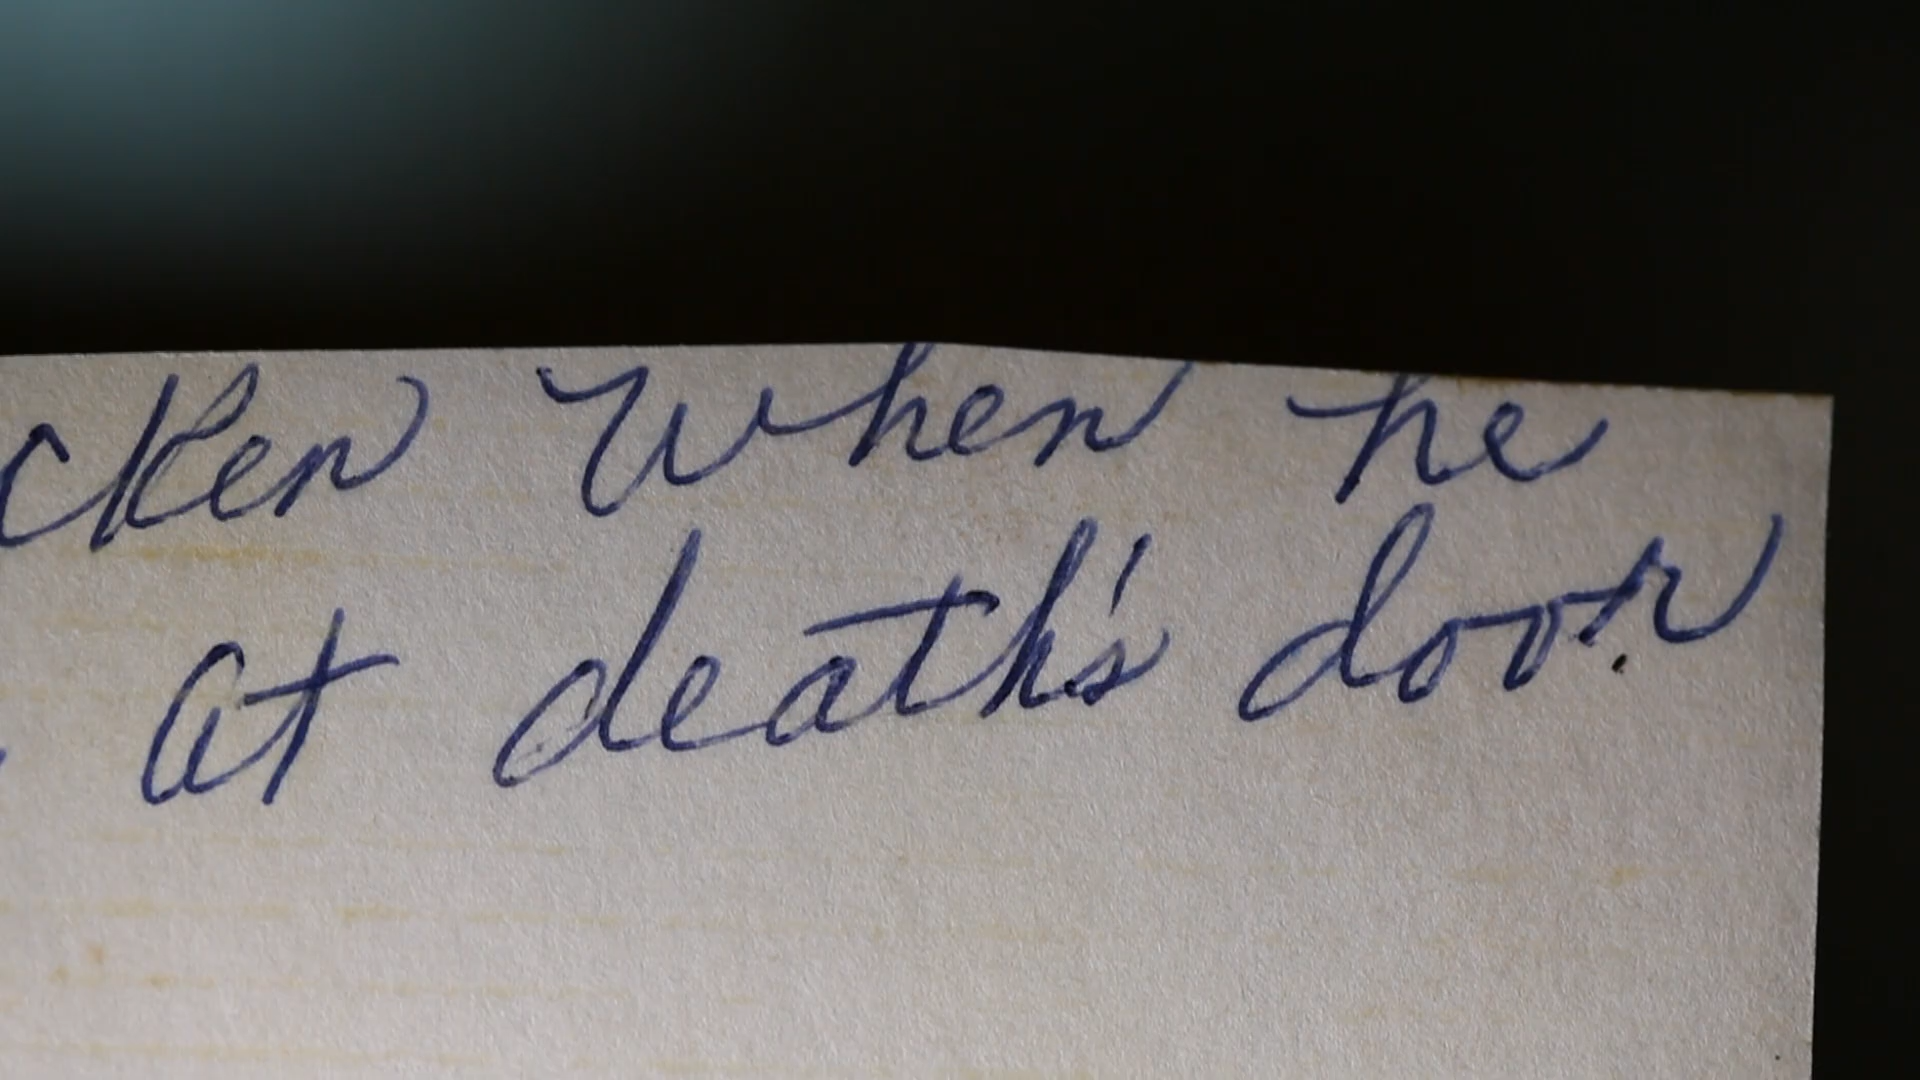 cken when he
at death's door.